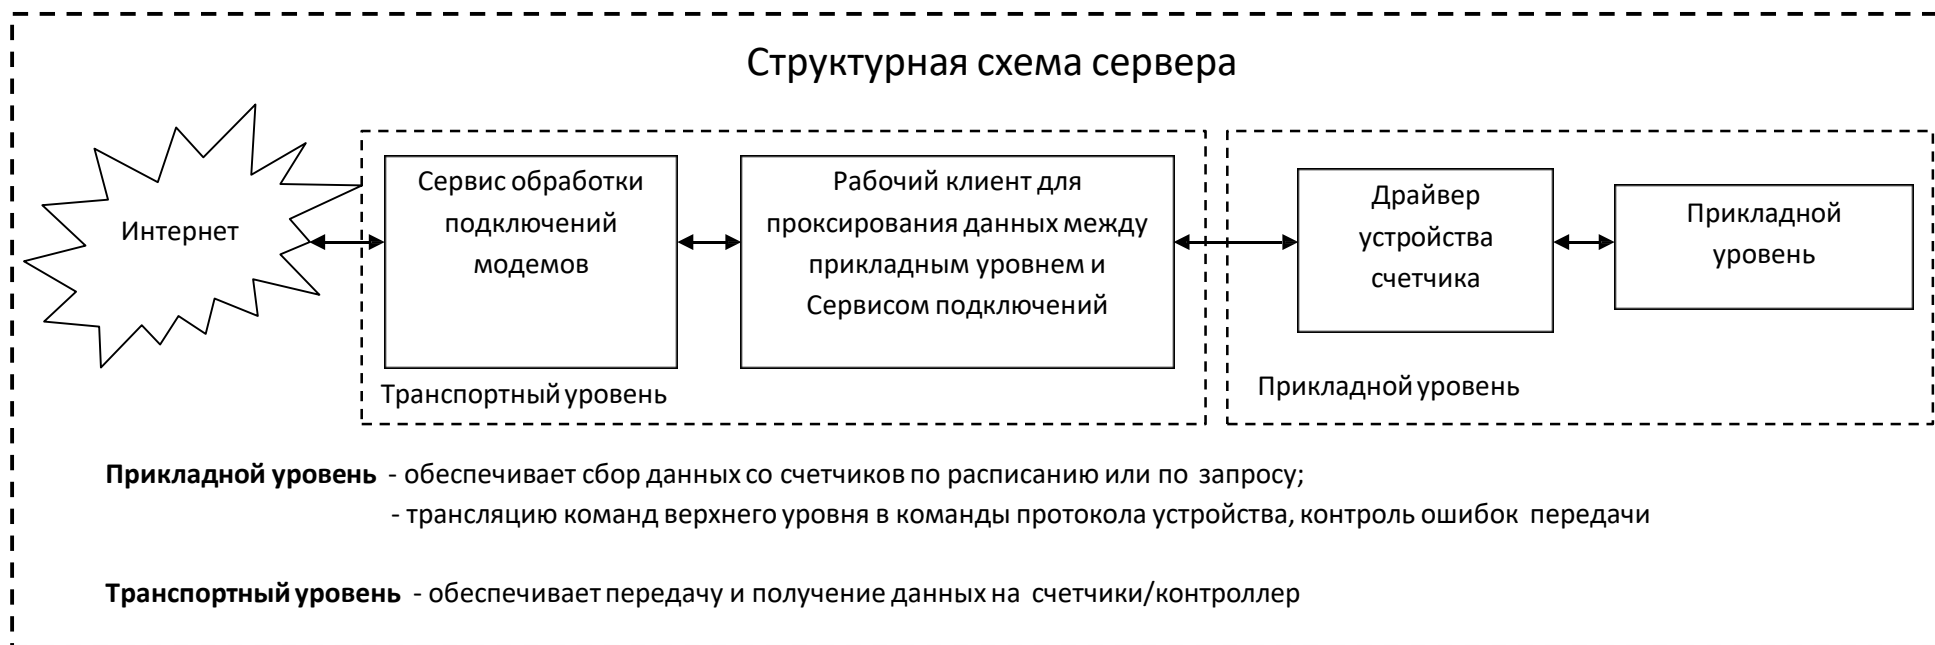 Структурная схема сервера
Интернет
Сервис обработки
подключений
модемов
Рабочий клиент для
проксирования данных между
прикладным уровнем и
Сервисом подключений
Транспортный уровень
Драйвер
устройства
счетчика
Прикладной
уровень
Прикладной уровень
Прикладной уровень - обеспечивает сбор данных со счетчиков по расписанию или по запросу;
- трансляцию команд верхнего уровня в команды протокола устройства, контроль ошибок передачи
Транспортный уровень - обеспечивает передачу и получение данных на счетчики/контроллер